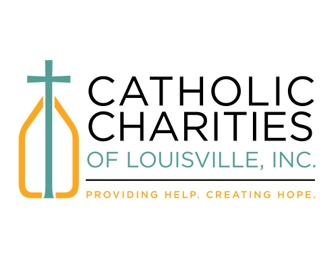 CATHOLIC
CHARITIES
OF LOUISVILLE, INC.
PROVIDING HELP. CREATING HOPE.